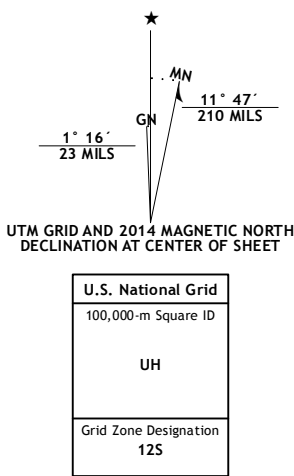 ★
MN
GN
11° 47´
210 MILS
1° 16´
23 MILS
UTM GRID AND 2014 MAGNETIC NORTH
DECLINATION AT CENTER OF SHEET
U.S. National Grid
100,000-m Square ID
UH
Grid Zone Designation
12S